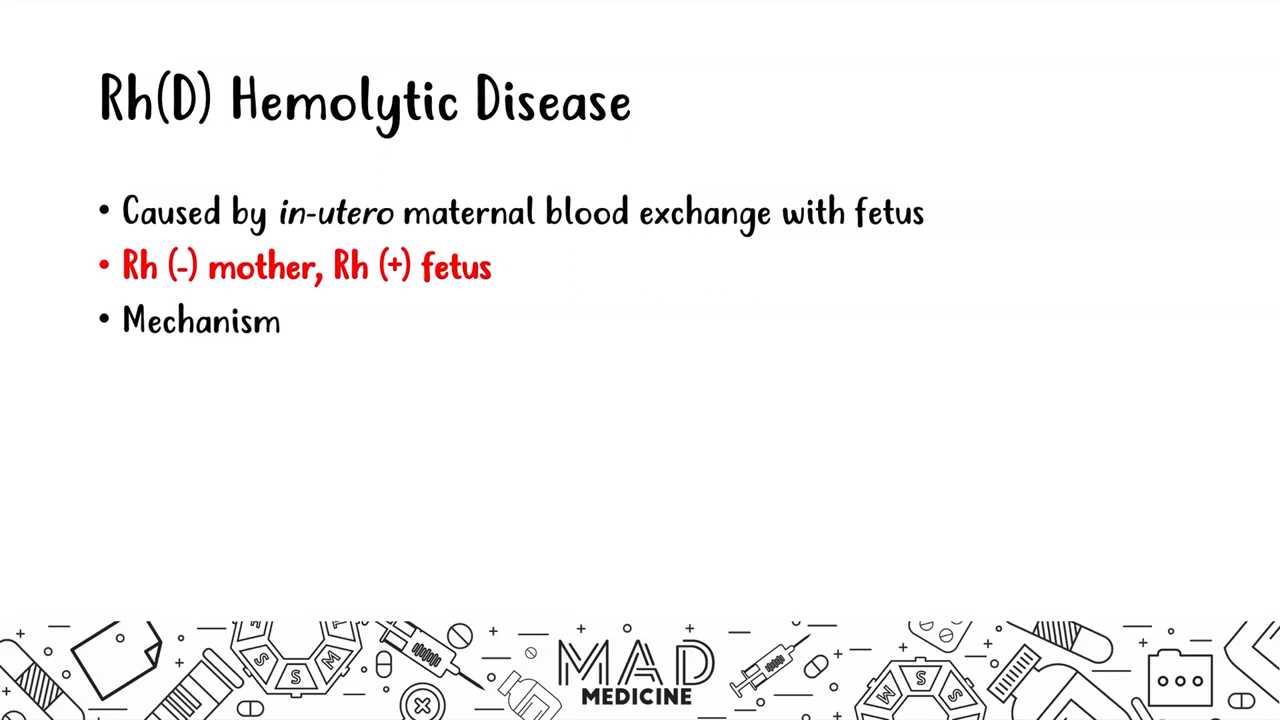 Rh(D) Hemolytic Disease
• Caused by in-utero maternal blood exchange with fetus
• Rh (-) mother, Rh (+) fetus
• Mechanism
S S M
MAD
MEDICINE
M S S